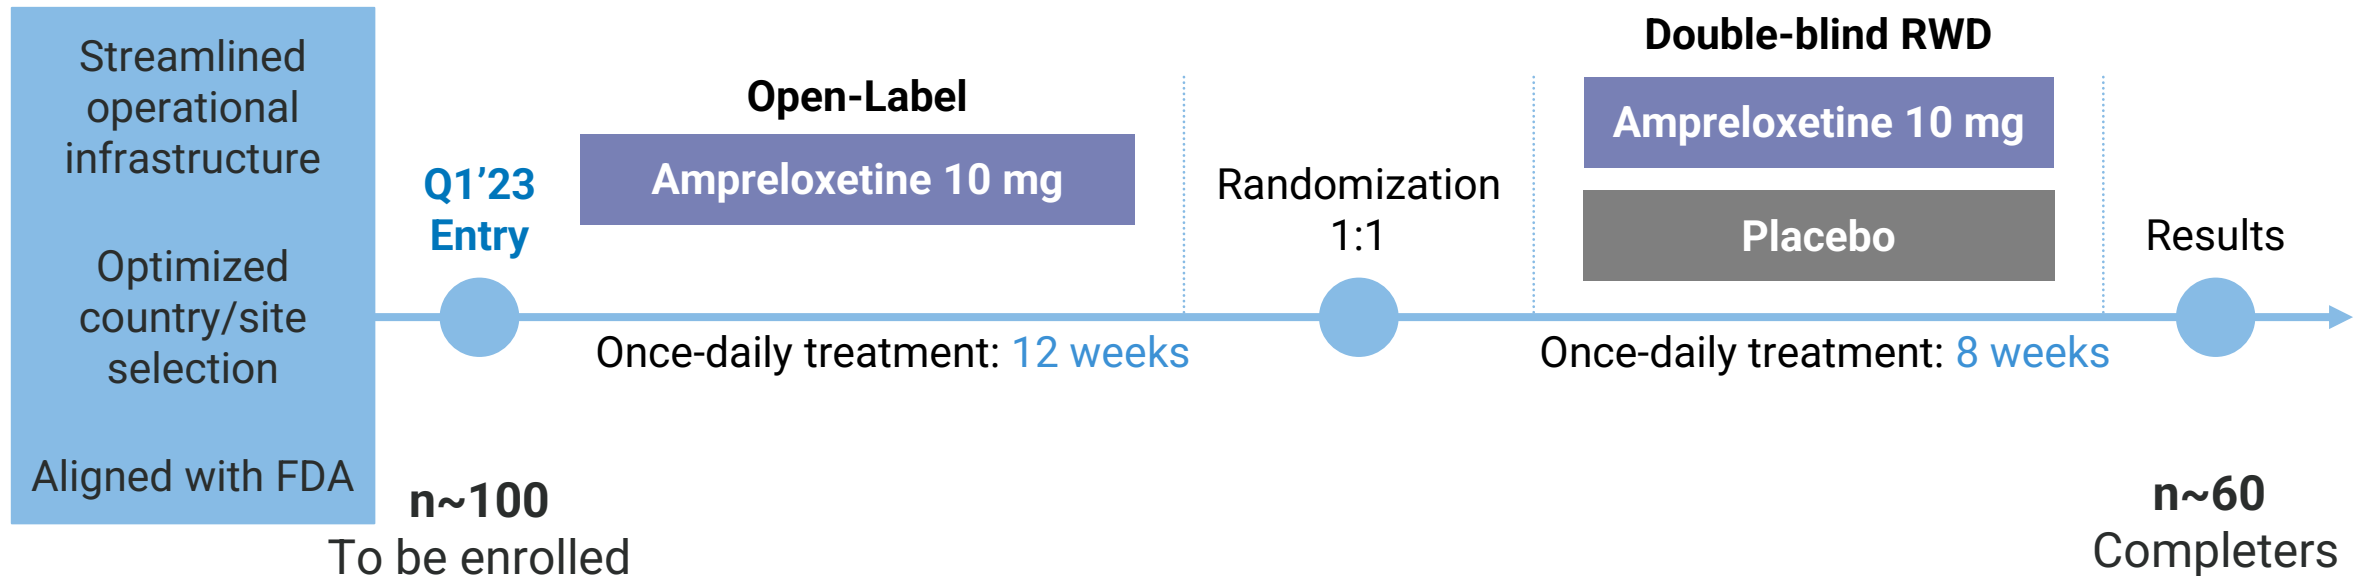 Streamlined
operational
infrastructure
Optimized
country/site
selection
Aligned with FDA
Q1’23
Entry
n~100
To be enrolled
Open-Label
Ampreloxetine 10 mg
Once-daily treatment: 12 weeks
Randomization
1:1
Double-blind RWD
Ampreloxetine 10 mg
Placebo
Once-daily treatment: 8 weeks
Results
n~60
Completers